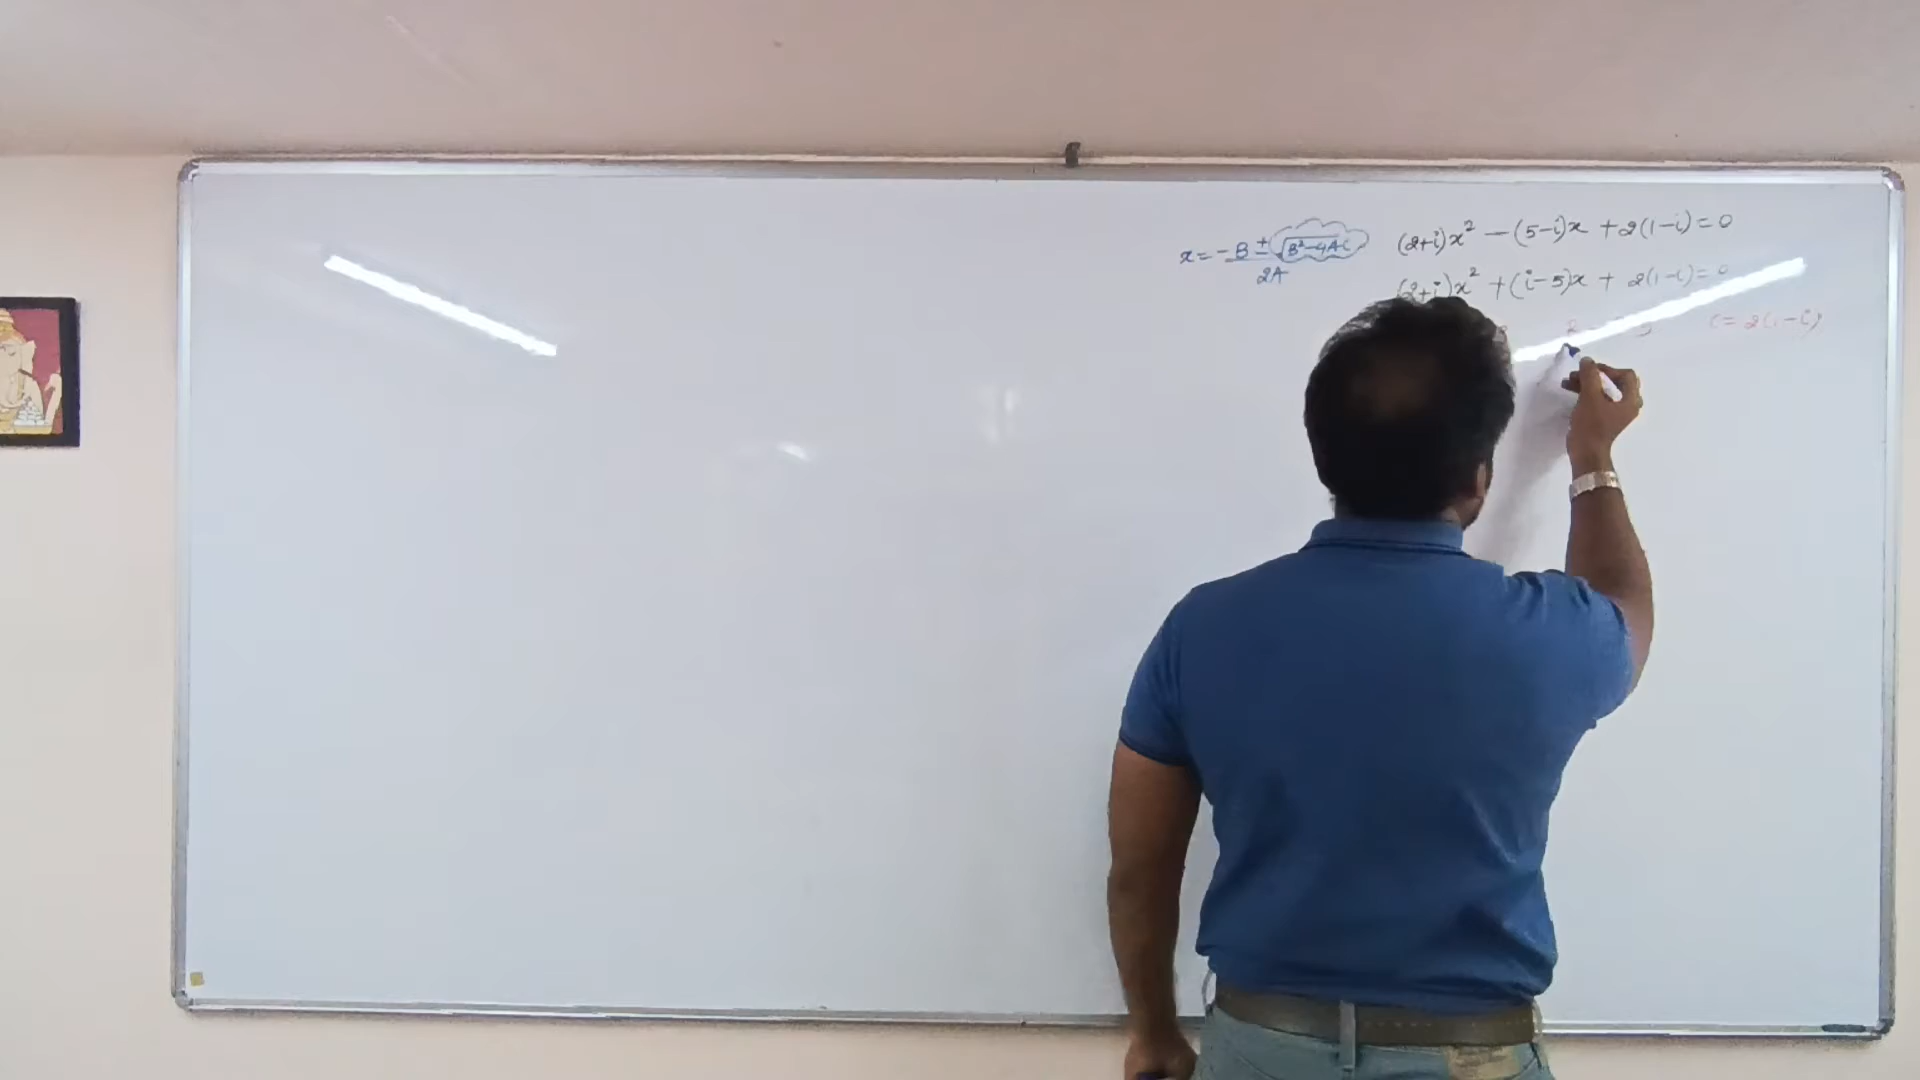 x = -B ± √B²-4AC
2A
(2+i)x² - (5-i)x + 2(1-i) = 0
(2+i)x² + (i-5)x + 2(1-i) = 0
C = 2(1-i)